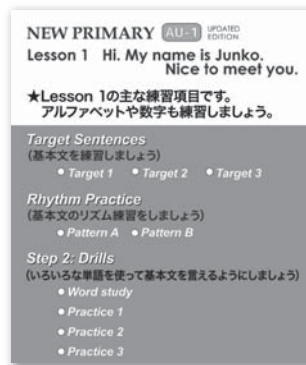 NEW PRIMARY AU-1 UPDATED EDITION
Lesson 1 Hi. My name is Junko.
Nice to meet you.
★Lesson 1の主な練習項目です。
アルファベットや数字も練習しましょう。
Target Sentences
(基本文を練習しましょう)
● Target 1 ● Target 2 ● Target 3
Rhythm Practice
(基本文のリズム練習をしましょう)
● Pattern A ● Pattern B
Step 2: Drills
(いろいろな単語を使って基本文を言えるようにしましょう)
● Word study
● Practice 1
● Practice 2
● Practice 3